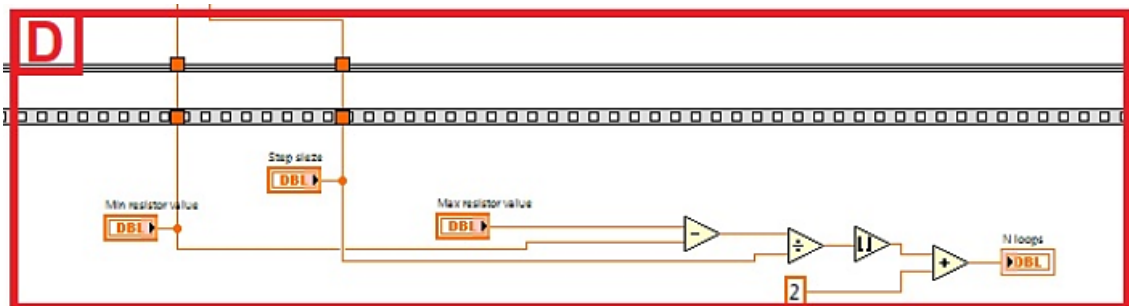 D
Step sieze
DBL
Min resistor value
DBL
Max resistor value
DBL
-
÷
+
2
N loops
DBL